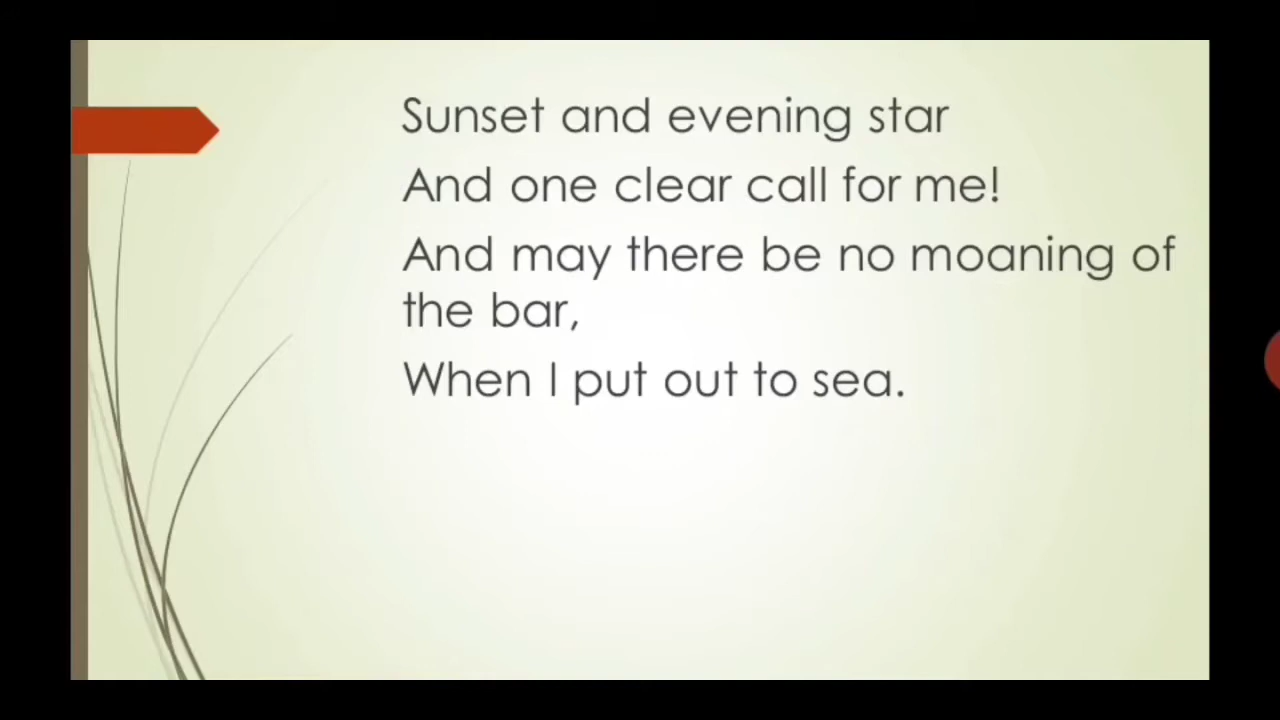 Sunset and evening star
And one clear call for me!
And may there be no moaning of
the bar,
When I put out to sea.